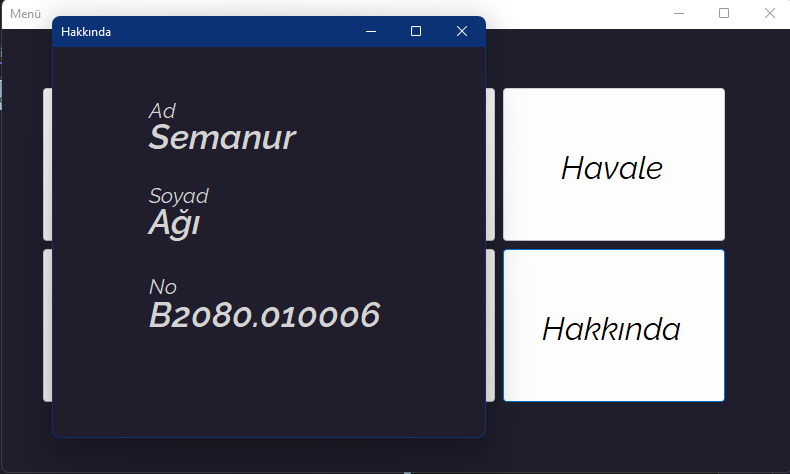 Menü
Hakkında
Ad
Semanur
Soyad
Ağı
No
B2080.010006
Havale
Hakkında